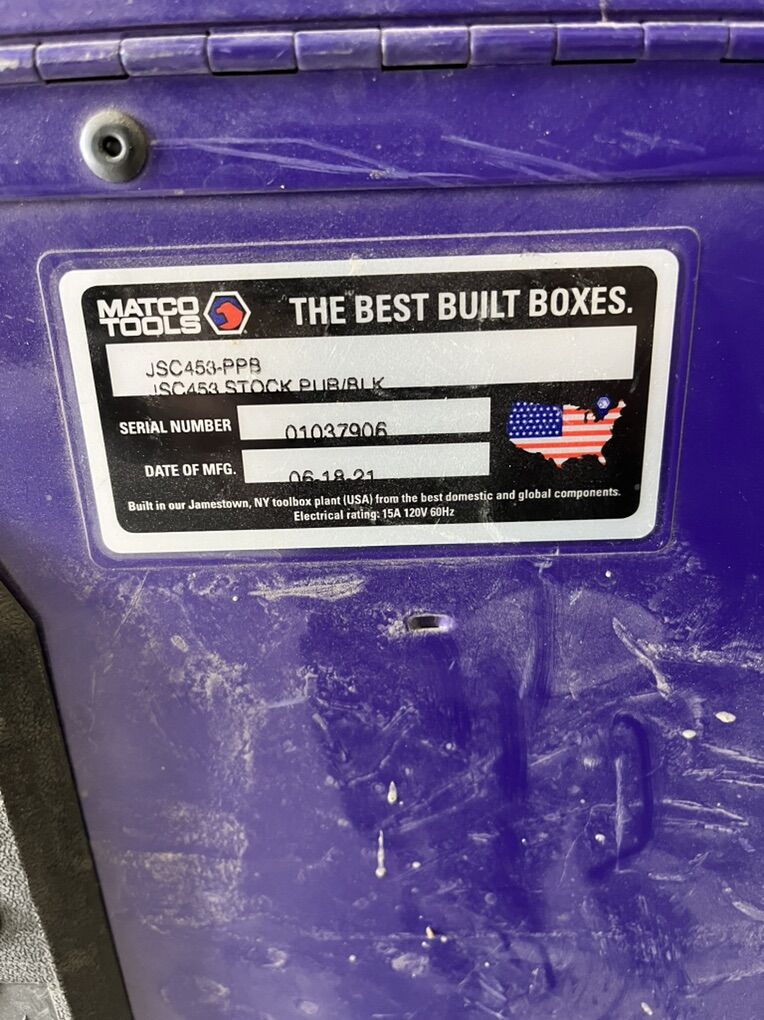 MATCO
TOOLS
THE BEST BUILT BOXES.
JSC453-PPB
JSC453 STOCK PUR/BLK
SERIAL NUMBER 01037906
DATE OF MFG. 06-18-21
Built in our Jamestown, NY toolbox plant (USA) from the best domestic and global components.
Electrical rating: 15A 120V 60Hz